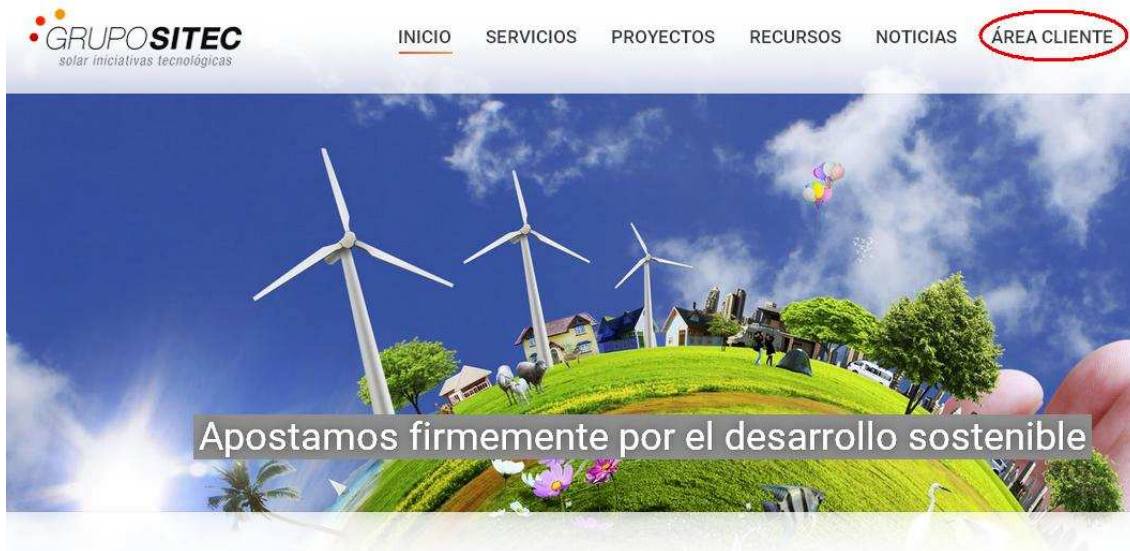 GRUPOSITEC
solar iniciativas tecnológicas
INICIO SERVICIOS PROYECTOS RECURSOS NOTICIAS ÁREA CLIENTE
Apostamos firmemente por el desarrollo sostenible